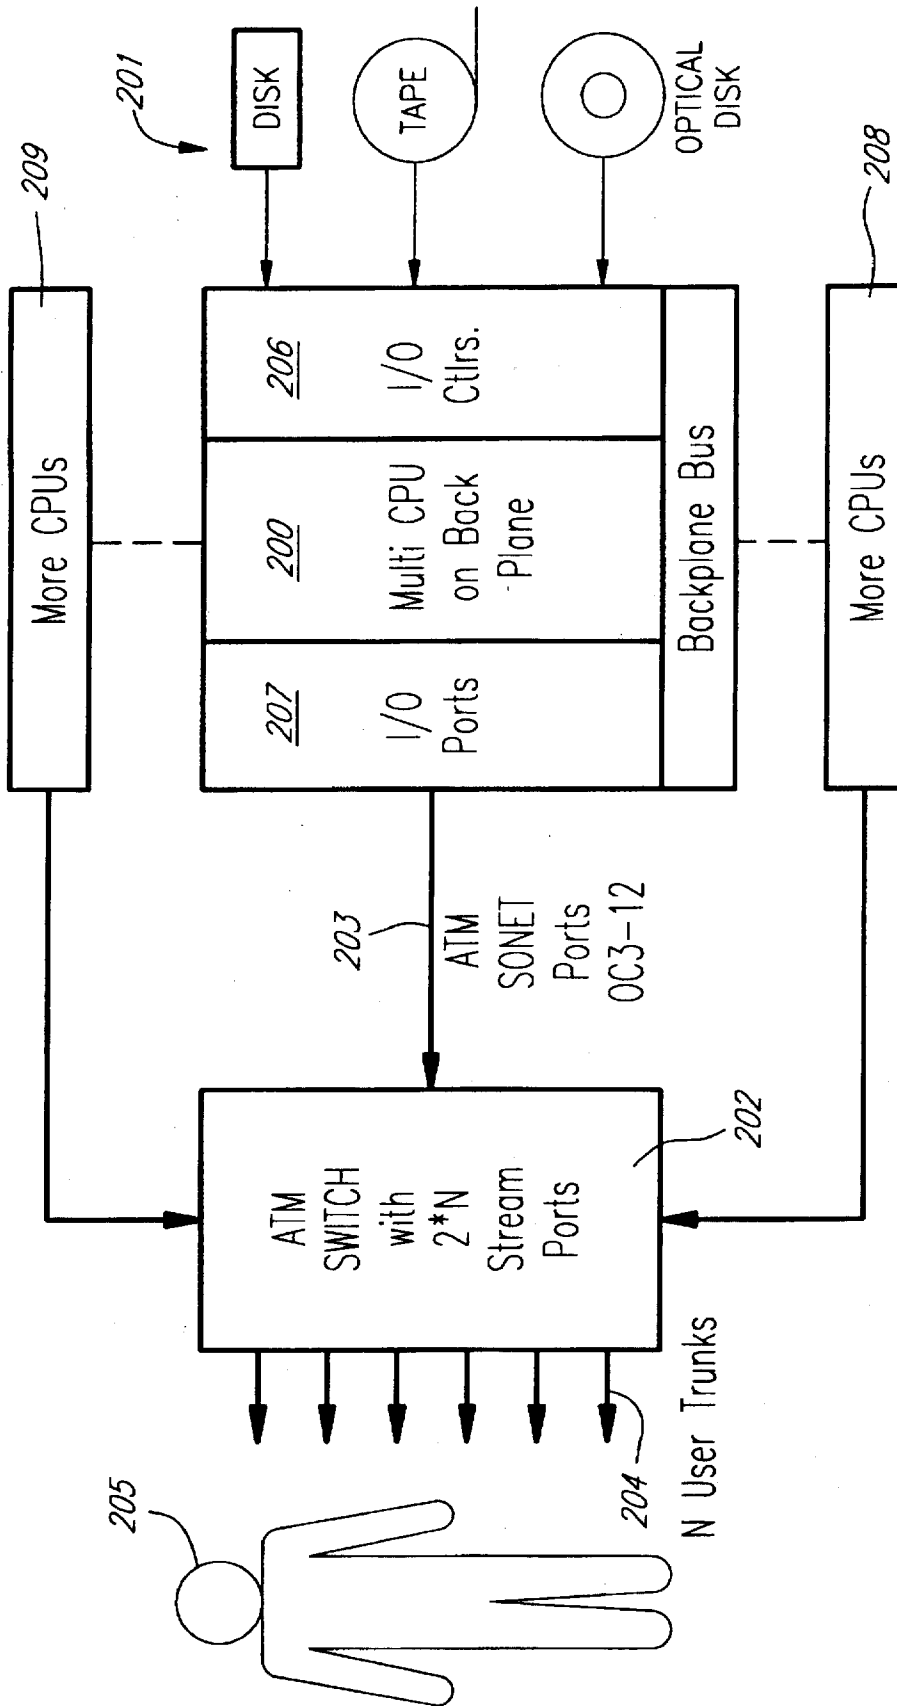 205
N User Trunks
204
ATM
SWITCH
with
2*N
Stream
Ports
202
203
ATM
SONET
Ports
OC3-12
More CPUs
209
207
I/O
Ports
200
Multi CPU
on Back
Plane
206
I/O
Ctlrs.
Backplane Bus
More CPUs
208
201
DISK
TAPE
OPTICAL
DISK